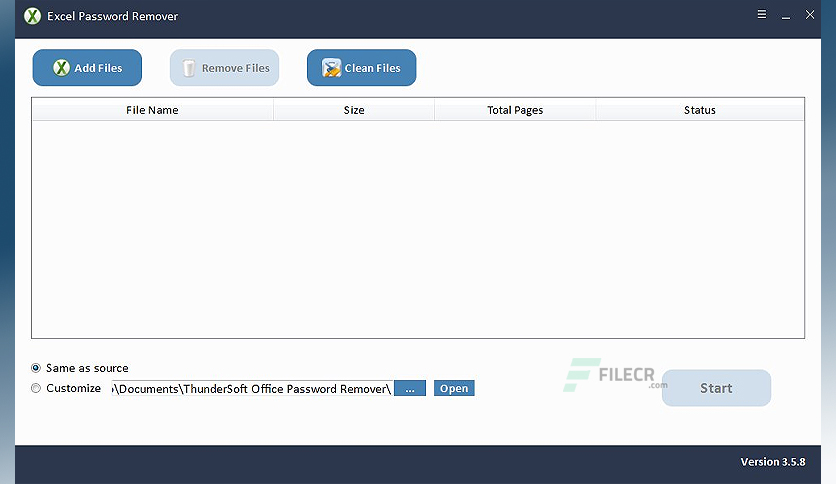 Excel Password Remover
Add Files
Remove Files
Clean Files
File Name
Size
Total Pages
Status
Same as source
Customize
\Documents\ThunderSoft Office Password Remover\
...
Open
FILECR
.com
Start
Version 3.5.8